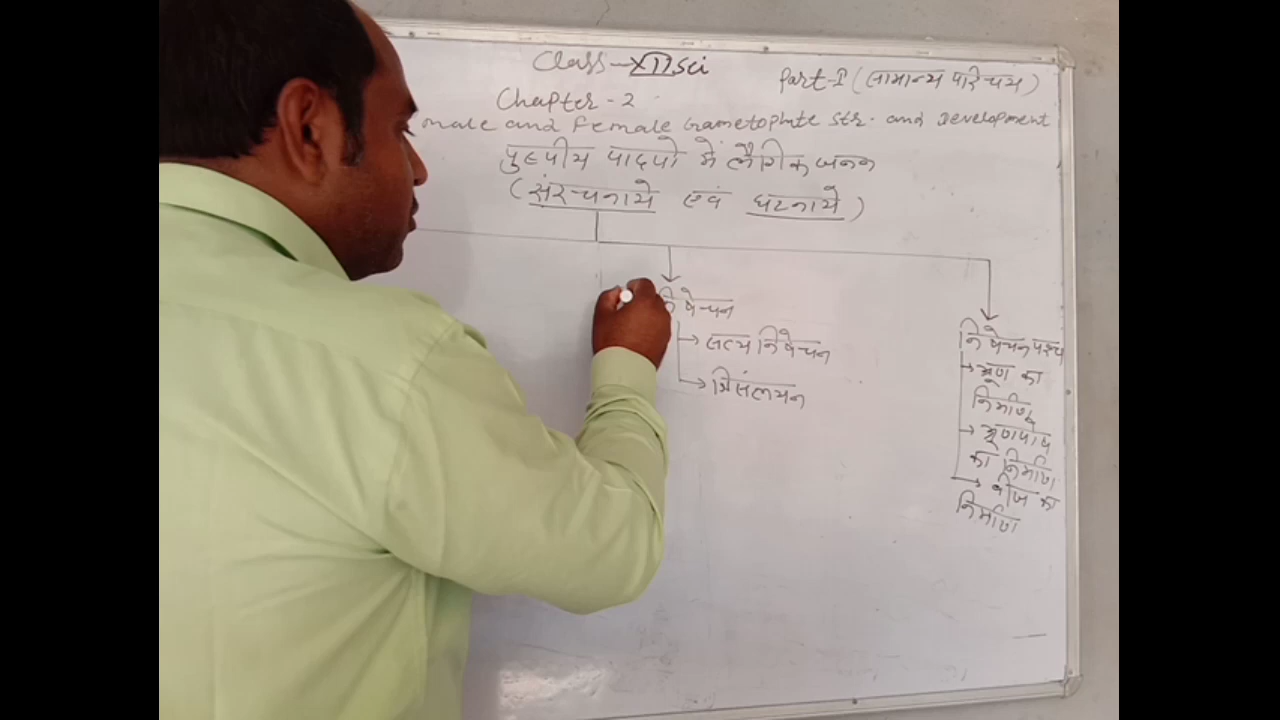 Class → XII sci
Part-I (सामान्य परिचय)
Chapter-2
male and Female Gametophyte str. and Development
पुष्पीय पादपो में लैंगिक जनन
(संरचनाये एवं घटनाये)
निषेचन
→ सत्य निषेचन
→ त्रिसंलयन
निषेचन पश्च
→ भ्रूण का
निर्माण
→ भ्रूणपोष
का निर्माण
→ बीज का
निर्माण